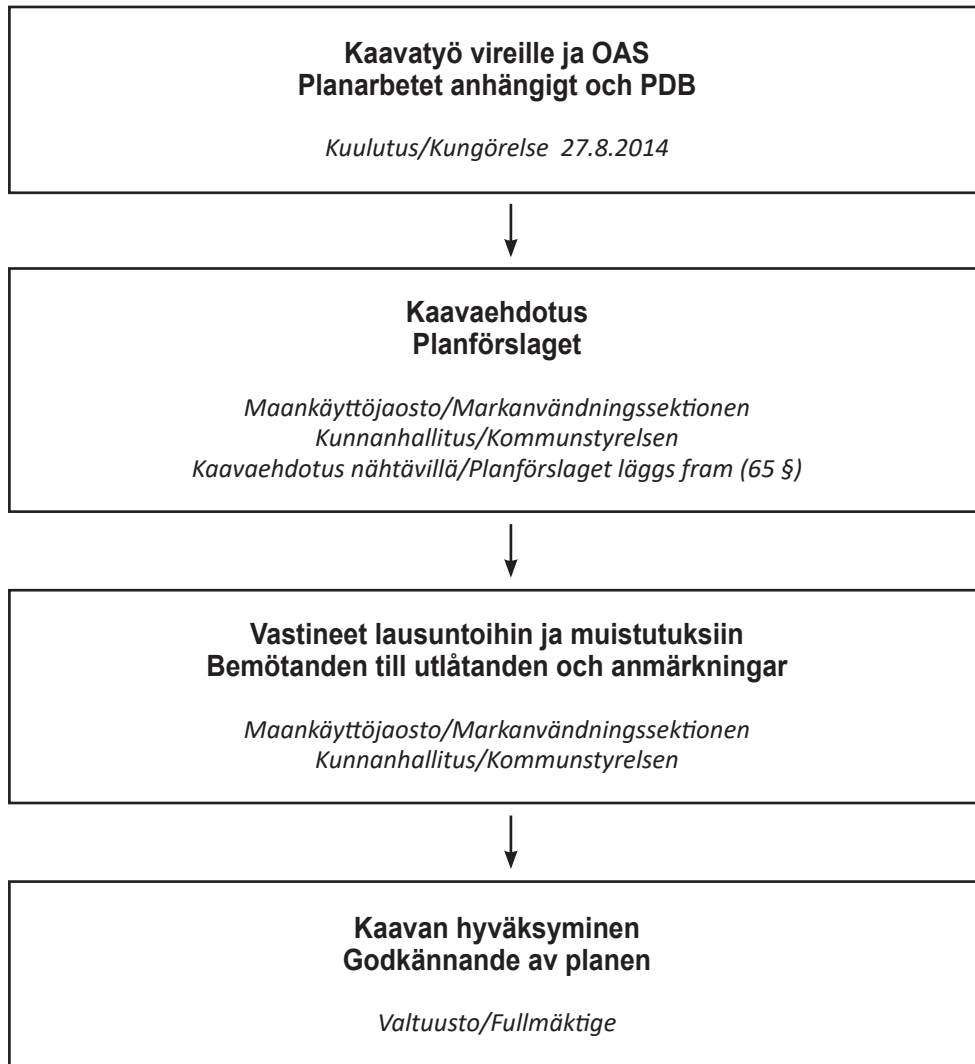 Kaavatyö vireille ja OAS
Planarbetet anhängigt och PDB
Kuulutus/Kungörelse 27.8.2014
Kaavaehdotus
Planförslaget
Maankäyttöjaosto/Markanvändningssektionen
Kunnanhallitus/Kommunstyrelsen
Kaavaehdotus nähtävillä/Planförslaget läggs fram (65 §)
Vastineet lausuntoihin ja muistutuksiin
Bemötanden till utlåtanden och anmärkningar
Maankäyttöjaosto/Markanvändningssektionen
Kunnanhallitus/Kommunstyrelsen
Kaavan hyväksyminen
Godkännande av planen
Valtuusto/Fullmäktige